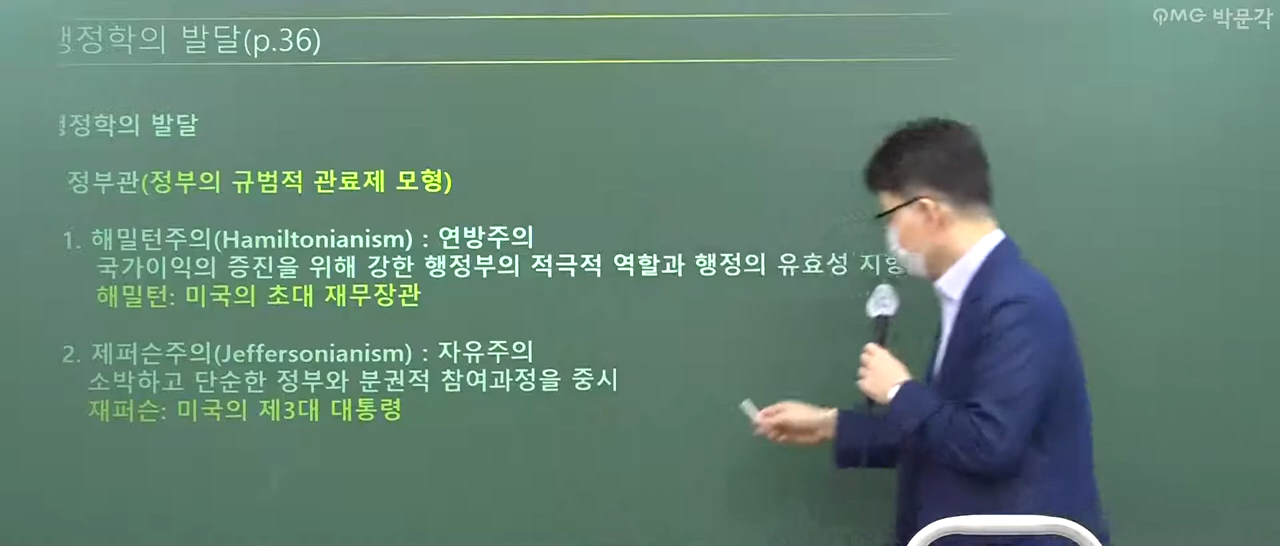 행정학의 발달(p.36)
PMG 박문각
행정학의 발달
정부관(정부의 규범적 관료제 모형)
1. 해밀턴주의(Hamiltonianism) : 연방주의
국가이익의 증진을 위해 강한 행정부의 적극적 역할과 행정의 유효성 지향
해밀턴: 미국의 초대 재무장관
2. 제퍼슨주의(Jeffersonianism) : 자유주의
소박하고 단순한 정부와 분권적 참여과정을 중시
재퍼슨: 미국의 제3대 대통령